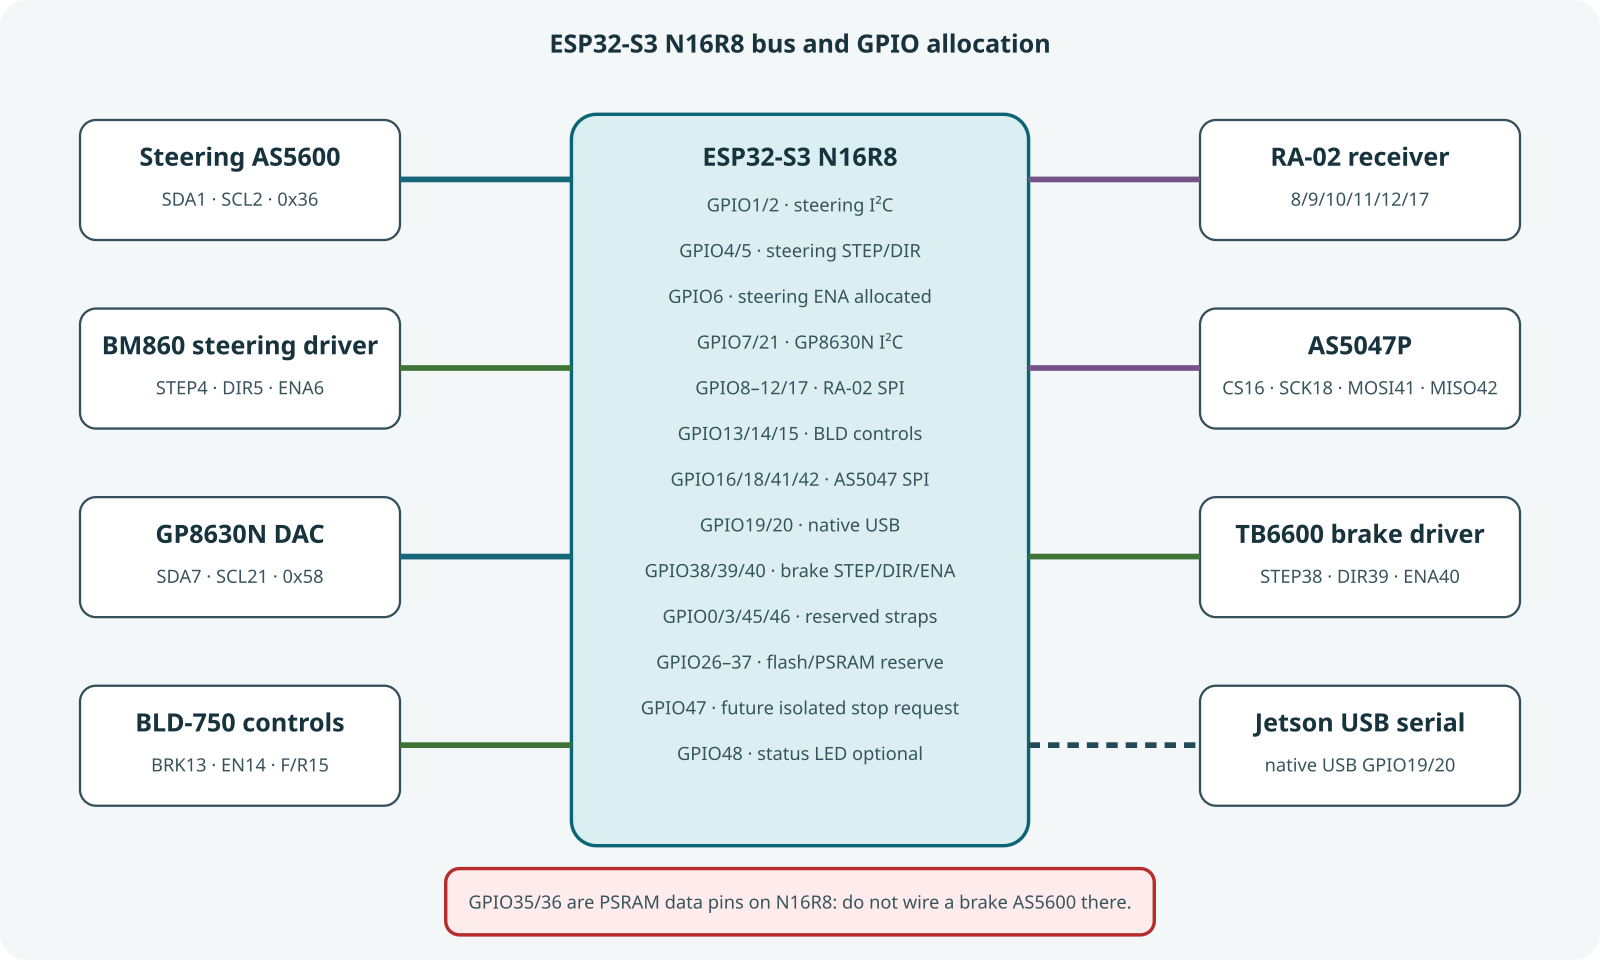 ESP32-S3 N16R8 bus and GPIO allocation
Steering AS5600
SDA1 · SCL2 · 0x36
BM860 steering driver
STEP4 · DIR5 · ENA6
GP8630N DAC
SDA7 · SCL21 · 0x58
BLD-750 controls
BRK13 · EN14 · F/R15
ESP32-S3 N16R8
GPIO1/2 · steering I²C
GPIO4/5 · steering STEP/DIR
GPIO6 · steering ENA allocated
GPIO7/21 · GP8630N I²C
GPIO8–12/17 · RA-02 SPI
GPIO13/14/15 · BLD controls
GPIO16/18/41/42 · AS5047 SPI
GPIO19/20 · native USB
GPIO38/39/40 · brake STEP/DIR/ENA
GPIO0/3/45/46 · reserved straps
GPIO26–37 · flash/PSRAM reserve
GPIO47 · future isolated stop request
GPIO48 · status LED optional
RA-02 receiver
8/9/10/11/12/17
AS5047P
CS16 · SCK18 · MOSI41 · MISO42
TB6600 brake driver
STEP38 · DIR39 · ENA40
Jetson USB serial
native USB GPIO19/20
GPIO35/36 are PSRAM data pins on N16R8: do not wire a brake AS5600 there.